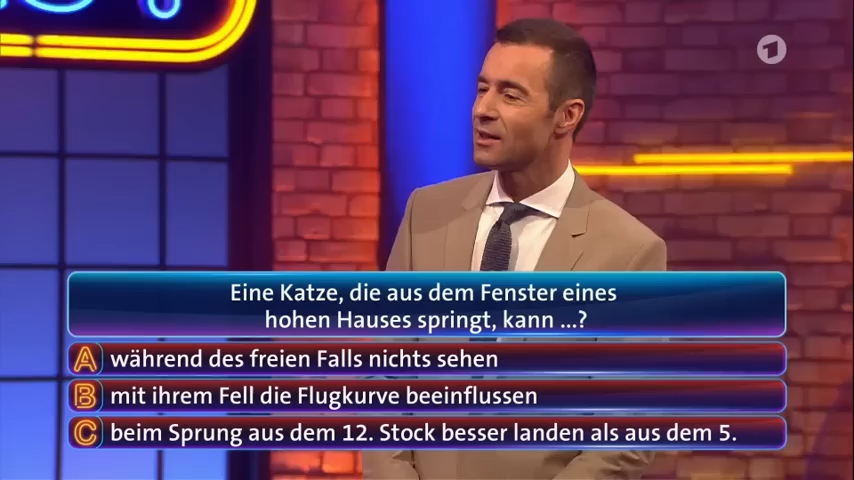 Eine Katze, die aus dem Fenster eines
hohen Hauses springt, kann ...?
A während des freien Falls nichts sehen
B mit ihrem Fell die Flugkurve beeinflussen
C beim Sprung aus dem 12. Stock besser landen als aus dem 5.
1